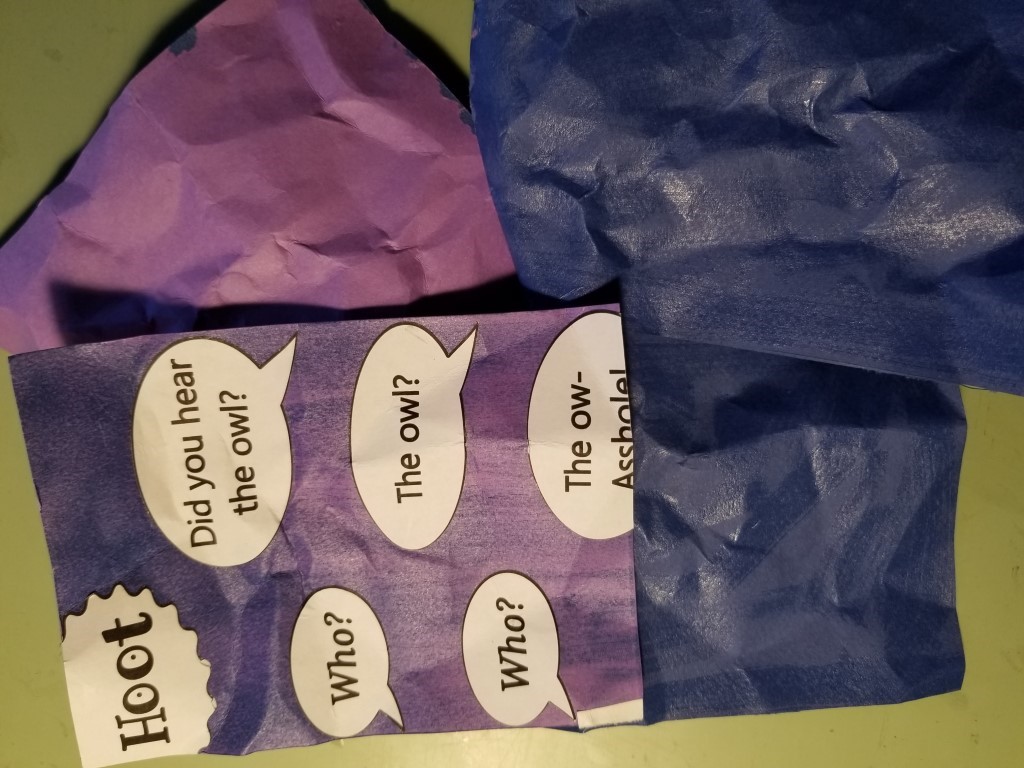 Hoot
Did you hear
the owl?
Who?
The owl?
Who?
The ow-
Asshole!